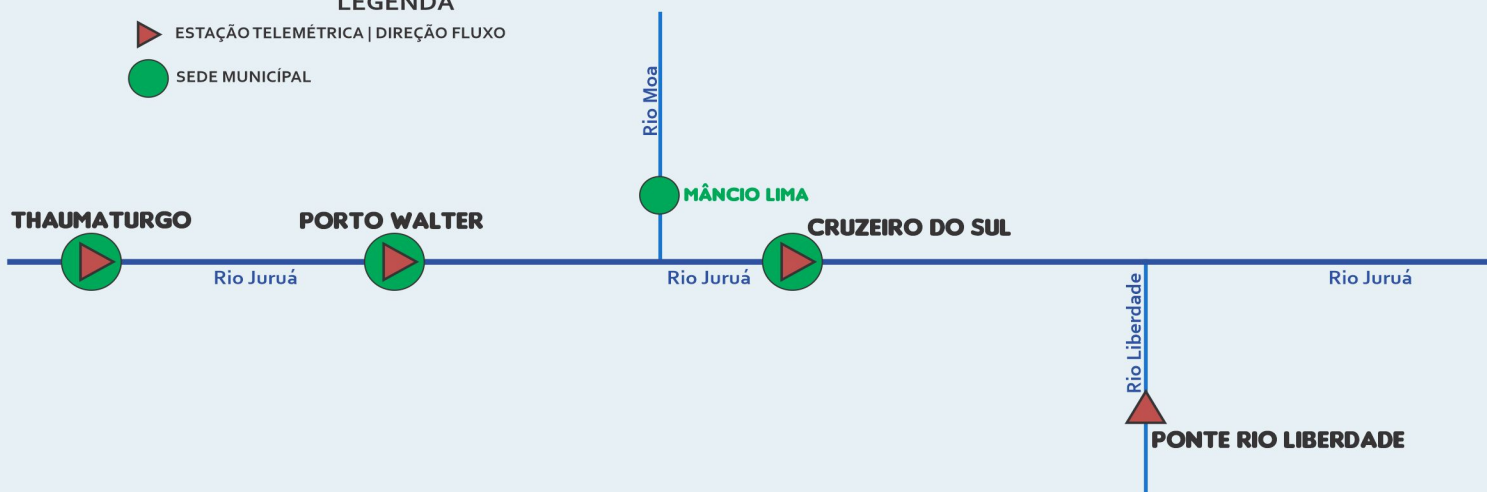 LEGENDA
ESTAÇÃO TELEMÉTRICA | DIREÇÃO FLUXO
SEDE MUNICÍPAL
Rio Moa
MÂNCIO LIMA
THAUMATURGO
PORTO WALTER
CRUZEIRO DO SUL
Rio Juruá
Rio Juruá
Rio Juruá
Rio Liberdade
PONTE RIO LIBERDADE